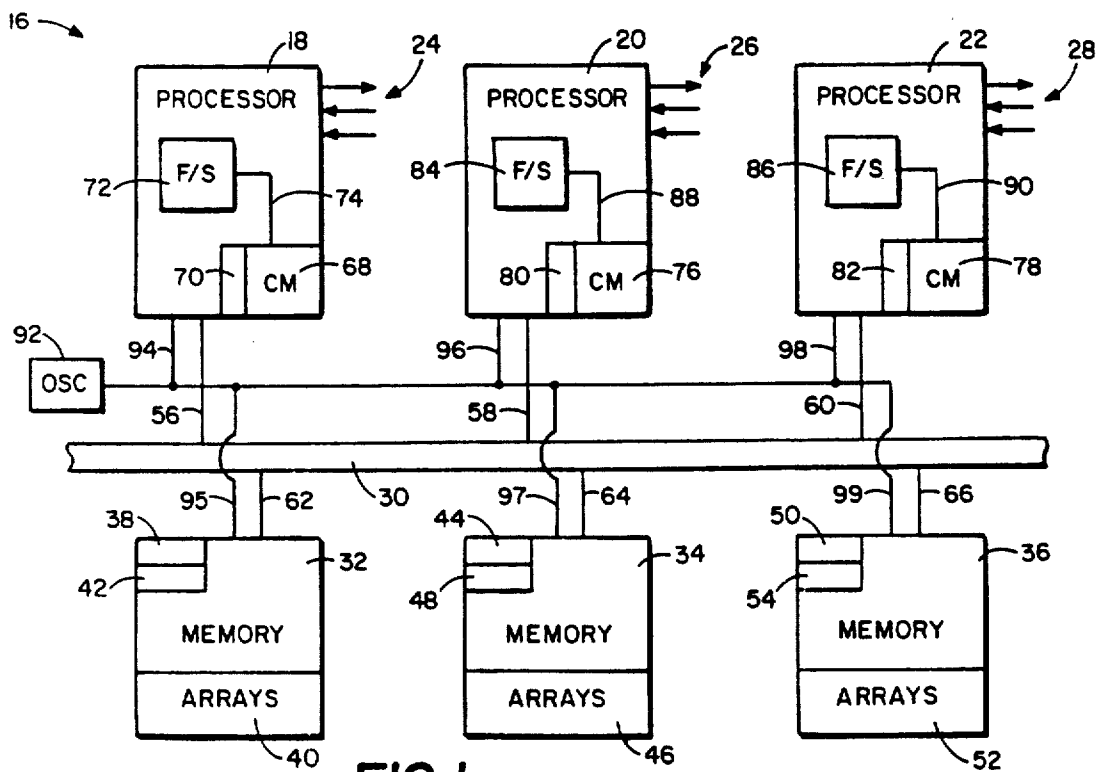 16
18
24
20
26
22
28
PROCESSOR
PROCESSOR
PROCESSOR
F/S
F/S
F/S
72
74
84
88
86
90
70
CM
68
80
CM
76
82
CM
78
92
94
96
98
OSC
56
58
60
30
95
62
97
64
99
66
38
32
44
34
50
36
42
48
54
MEMORY
MEMORY
MEMORY
ARRAYS
ARRAYS
ARRAYS
40
46
52